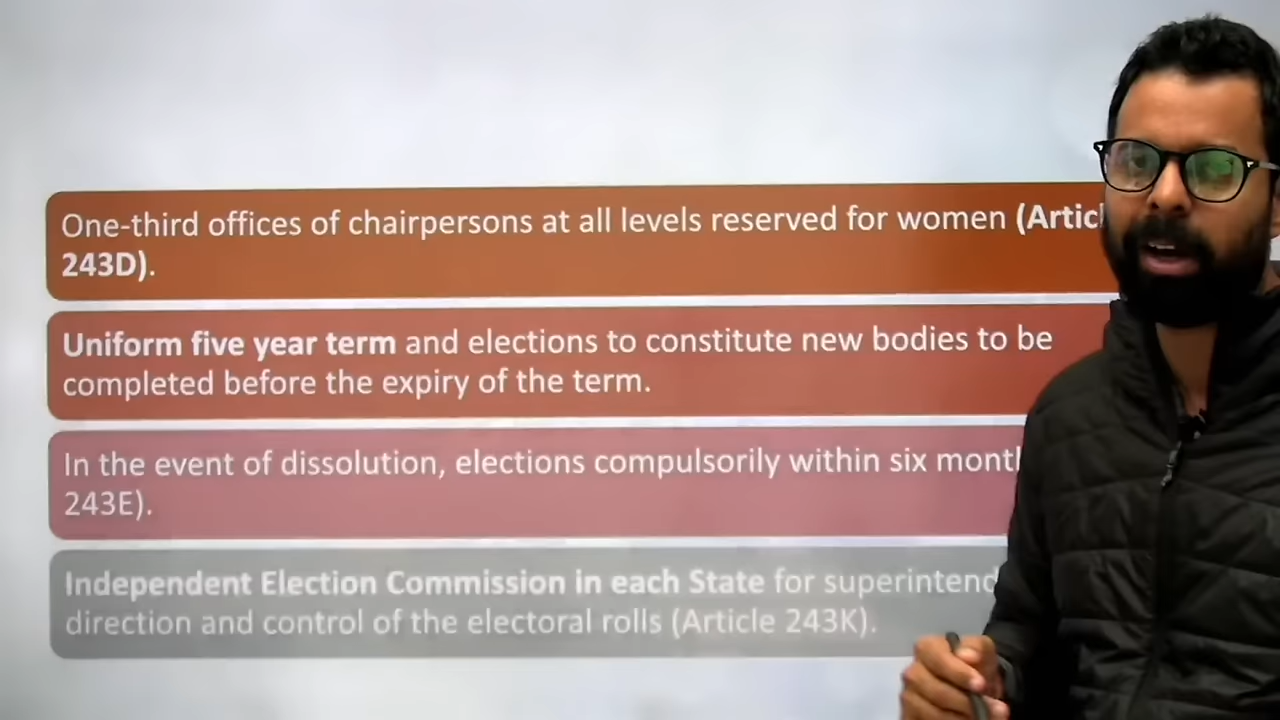 One-third offices of chairpersons at all levels reserved for women
243D).
Uniform five year term and elections to constitute new bodies to be
completed before the expiry of the term.
In the event of dissolution, elections compulsorily within six
243E).
Independent Election Commission in each State for
direction and control of the electoral rolls (Article 243K).